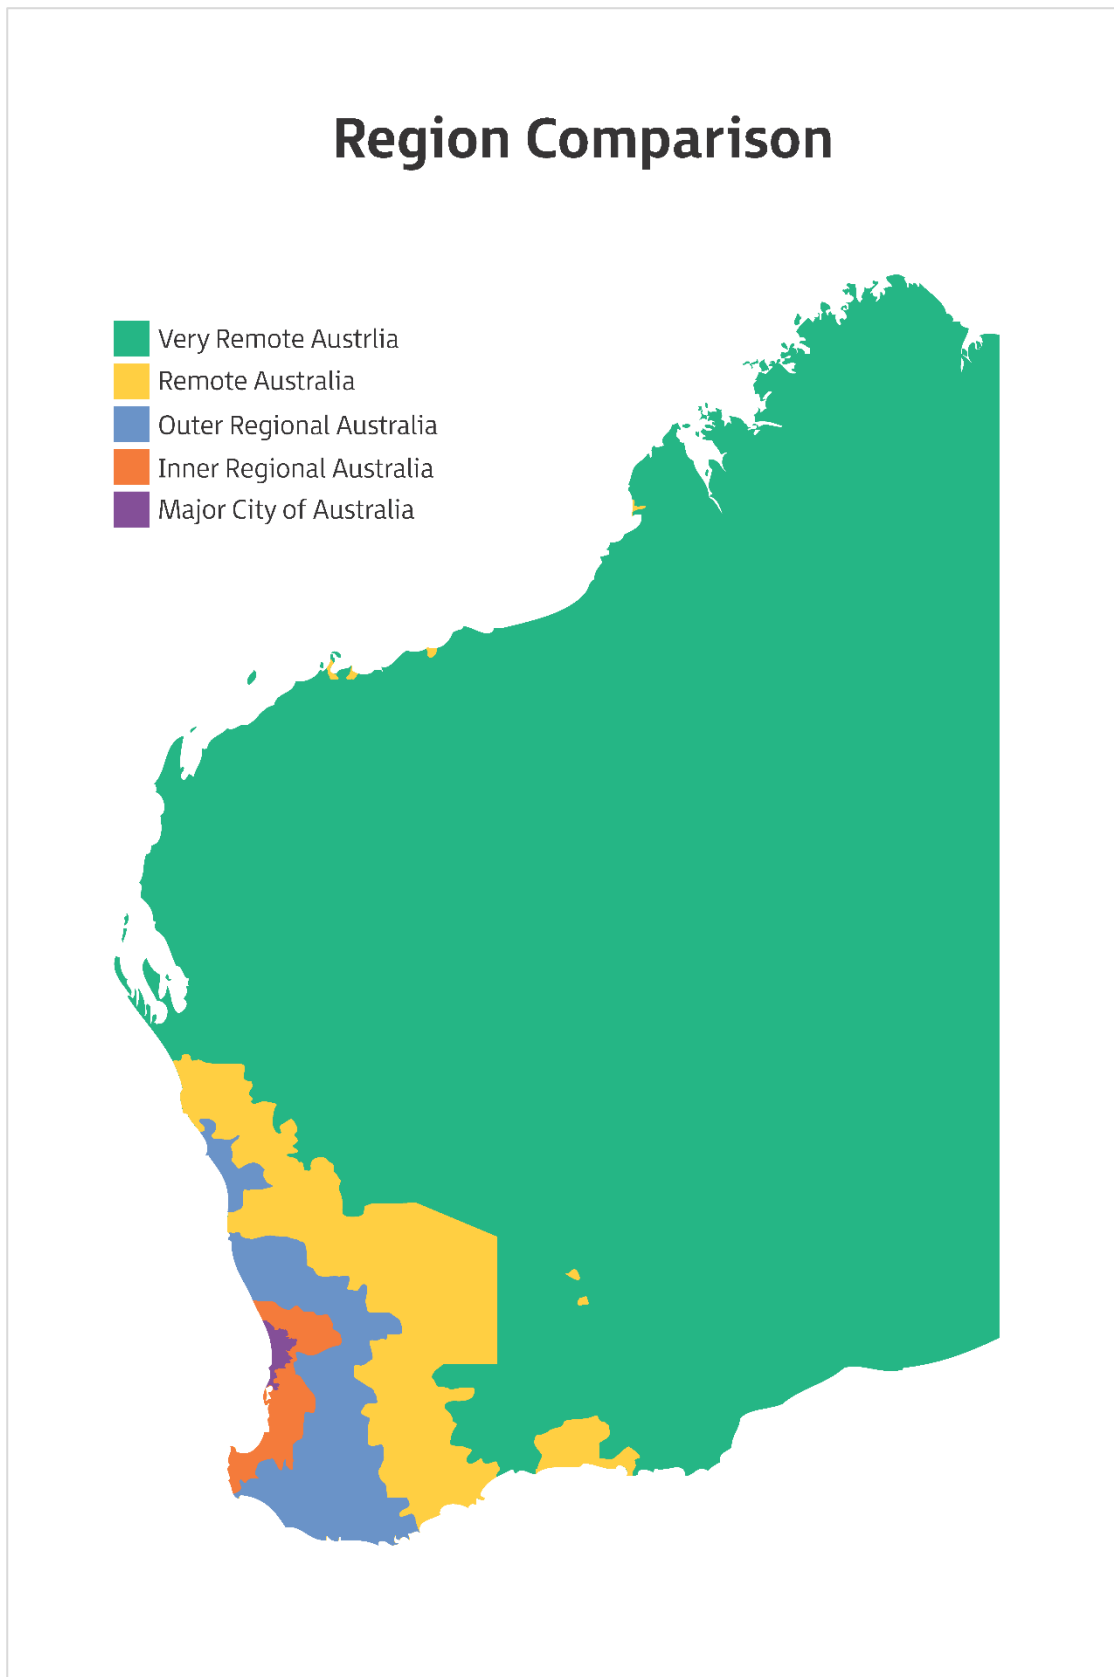 Region Comparison
Very Remote Austrlia
Remote Australia
Outer Regional Australia
Inner Regional Australia
Major City of Australia